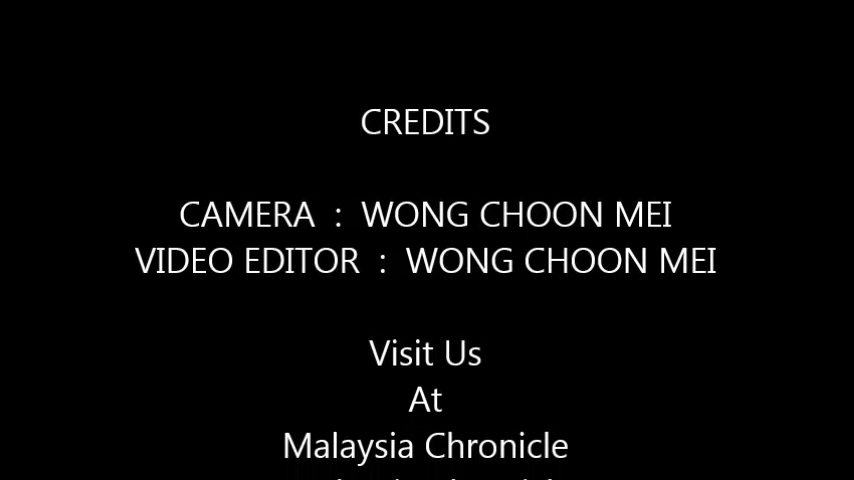 CREDITS
CAMERA : WONG CHOON MEI
VIDEO EDITOR : WONG CHOON MEI
Visit Us
At
Malaysia Chronicle